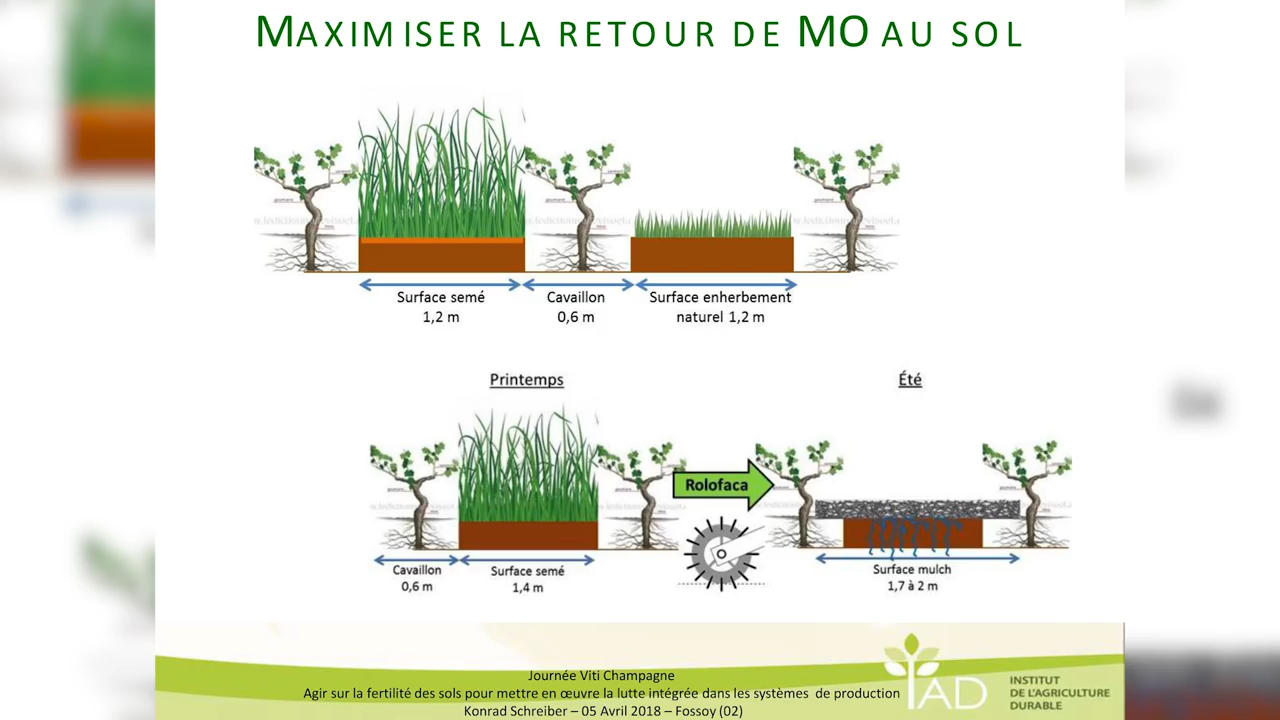 MAXIMISER LA RETOUR DE MO AU SOL
Surface semé
1,2 m
Cavaillon
0,6 m
Surface enherbement
naturel 1,2 m
Printemps
Été
Rolofaca
Cavaillon
0,6 m
Surface semé
1,4 m
Surface mulch
1,7 à 2 m
Journée Viti Champagne
Agir sur la fertilité des sols pour mettre en œuvre la lutte intégrée dans les systèmes de production
Konrad Schreiber – 05 Avril 2018 – Fossoy (02)
IAD
INSTITUT
DE L'AGRICULTURE
DURABLE